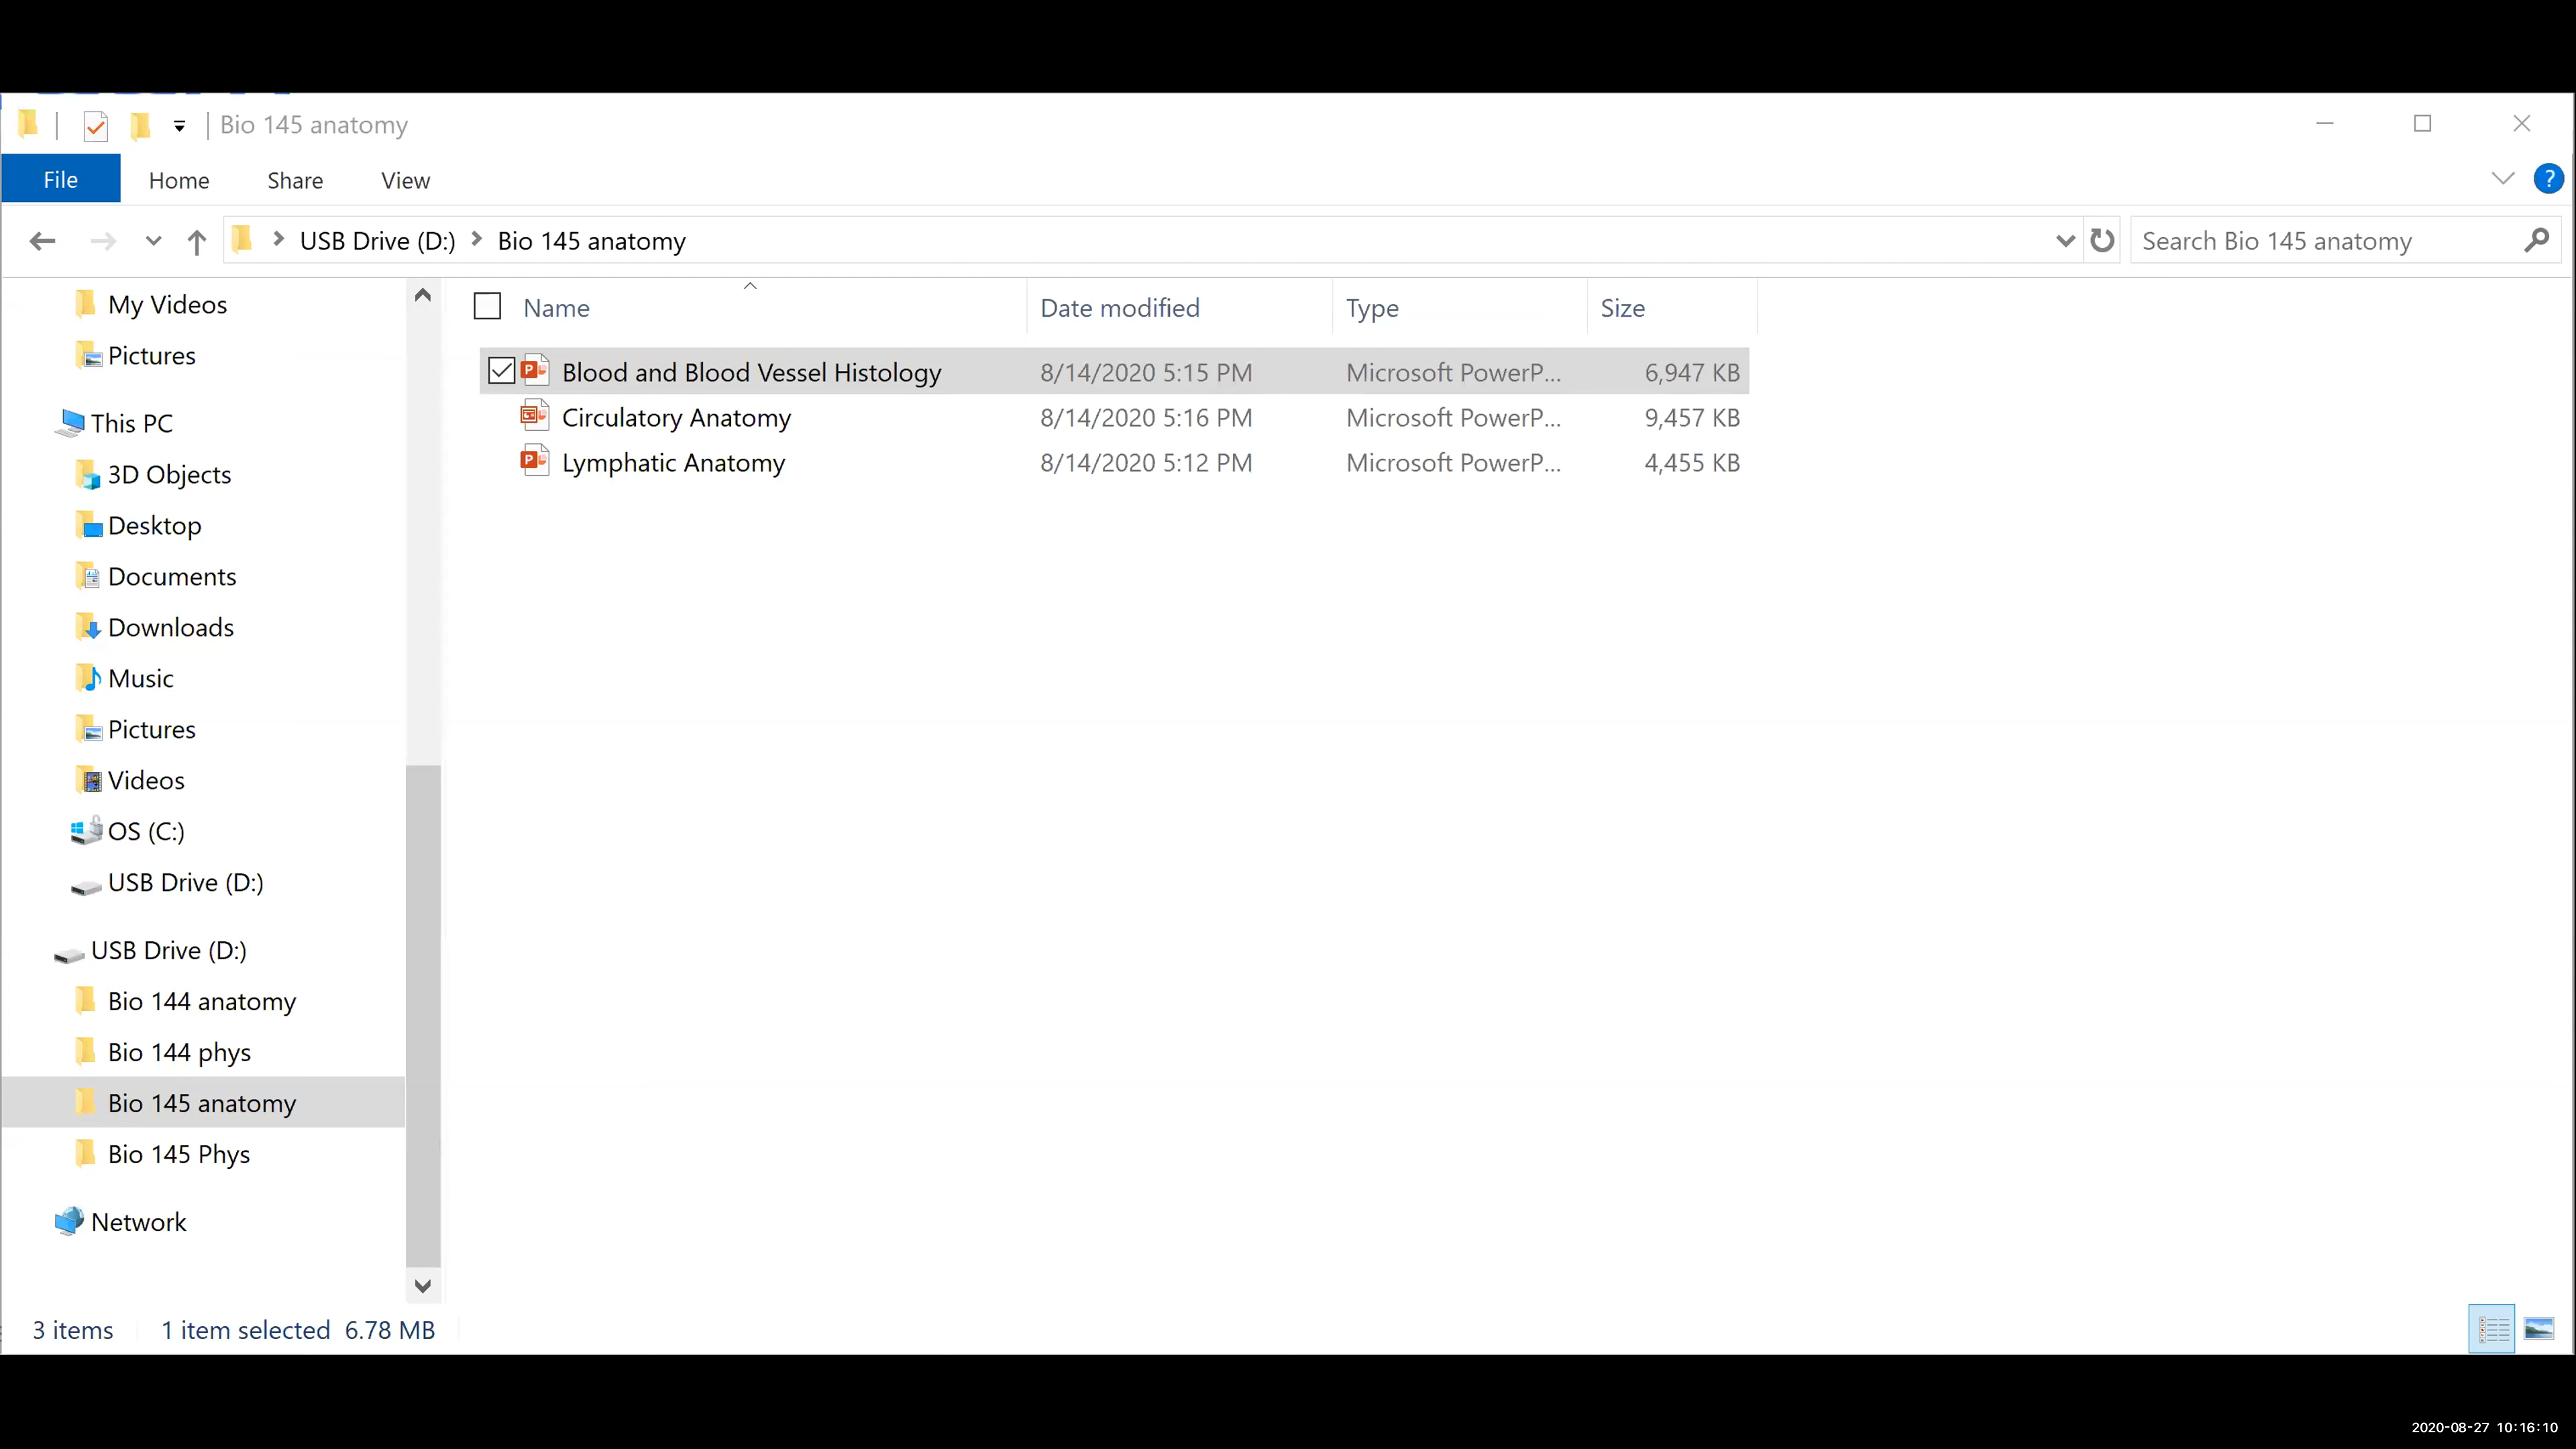 Bio 145 anatomy
File Home Share View
USB Drive (D:) Bio 145 anatomy Search Bio 145 anatomy
My Videos
Pictures
This PC
3D Objects
Desktop
Documents
Downloads
Music
Pictures
Videos
OS (C:)
USB Drive (D:)
USB Drive (D:)
Bio 144 anatomy
Bio 144 phys
Bio 145 anatomy
Bio 145 Phys
Network
Name Date modified Type Size
Blood and Blood Vessel Histology 8/14/2020 5:15 PM Microsoft PowerP... 6,947 KB
Circulatory Anatomy 8/14/2020 5:16 PM Microsoft PowerP... 9,457 KB
Lymphatic Anatomy 8/14/2020 5:12 PM Microsoft PowerP... 4,455 KB
3 items 1 item selected 6.78 MB
2020-08-27 10:16:10